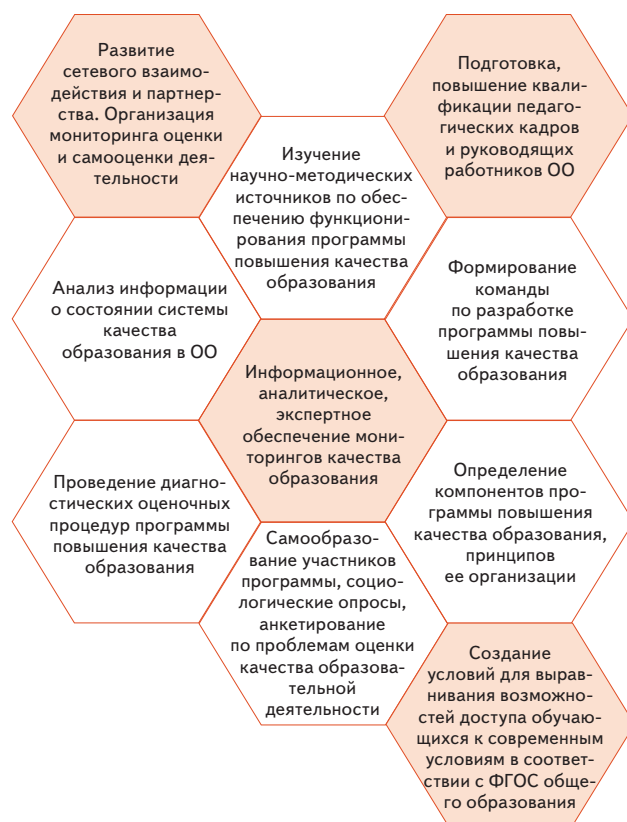 Развитие
сетевого взаимо-
действия и партнер-
ства. Организация
мониторинга оценки
и самооценки дея-
тельности
Подготовка,
повышение квали-
фикации педаго-
гических кадров
и руководящих
работников ОО
Изучение
научно-методических
источников по обес-
печению функциони-
рования программы
повышения качества
образования
Анализ информации
о состоянии системы
качества
образования в ОО
Формирование
команды
по разработке
программы повы-
шения качества
образования
Информационное,
аналитическое,
экспертное
обеспечение мони-
торингов качества
образования
Проведение диагно-
стических оценочных
процедур программы
повышения качества
образования
Определение
компонентов про-
граммы повышения
качества образования,
принципов
ее организации
Самообразо-
вание участников
программы, социо-
логические опросы,
анкетирование
по проблемам оценки
качества образова-
тельной
деятельности
Создание
условий для вырав-
нивания возможно-
стей доступа обучаю-
щихся к современным
условиям в соответ-
ствии с ФГОС обще-
го образования